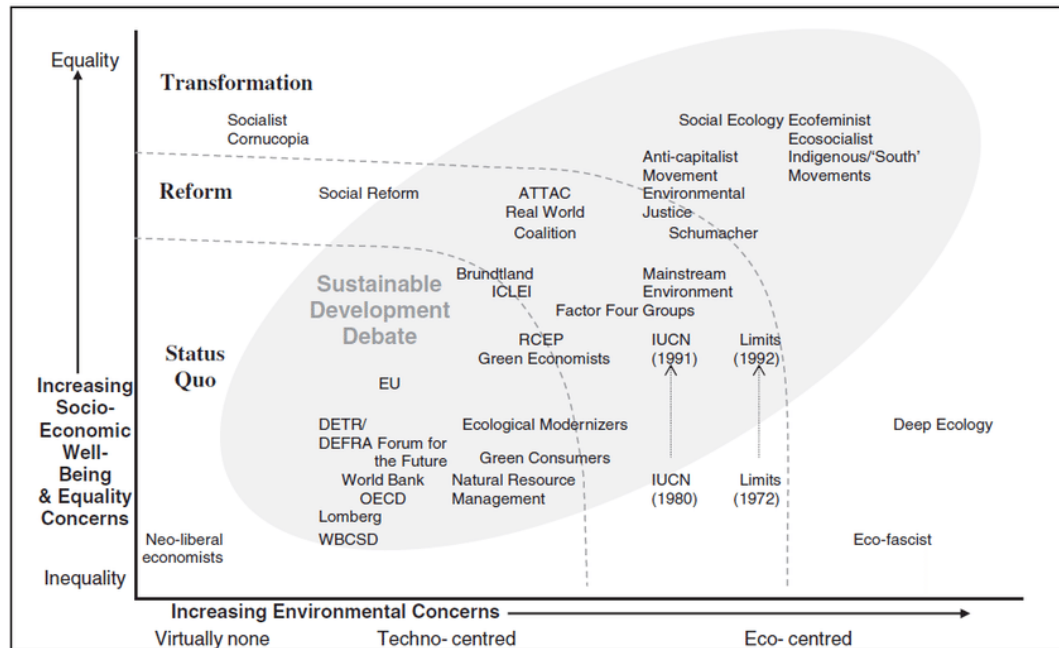 Equality
Transformation
Socialist
Cornucopia
Social Ecology Ecofeminist
Ecosocialist
Anti-capitalist Indigenous/‘South’
Movement Movements
Reform
Social Reform ATTAC Environmental
Real World Justice
Coalition Schumacher
Sustainable
Development
Debate
Brundtland Mainstream
ICLEI Environment
Factor Four Groups
Status
Quo
RCEP IUCN Limits
Green Economists (1991) (1992)
EU
Increasing
Socio-
Economic
Well-
Being
& Equality
Concerns
DETR/ Ecological Modernizers Deep Ecology
DEFRA Forum for
the Future Green Consumers
World Bank Natural Resource IUCN Limits
OECD Management (1980) (1972)
Lomberg
Neo-liberal WBCSD Eco-fascist
economists
Inequality
Increasing Environmental Concerns
Virtually none Techno- centred Eco- centred